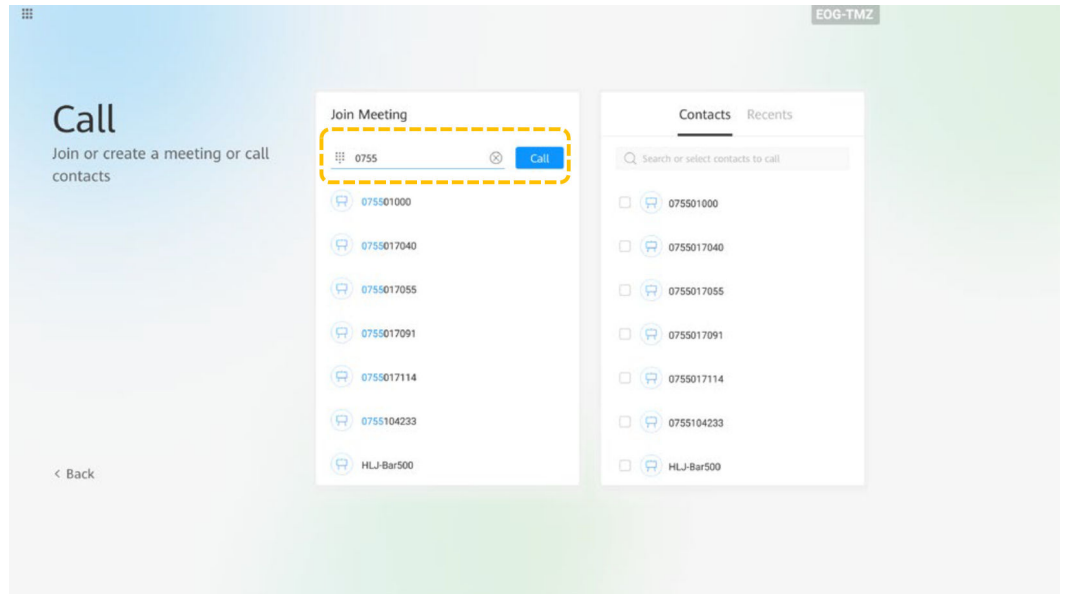 EOG-TMZ
Call
Join or create a meeting or call
contacts
< Back
Join Meeting
0755
Call
075501000
0755017040
0755017055
0755017091
0755017114
0755104233
HLJ-Bar500
Contacts Recents
Search or select contacts to call
075501000
0755017040
0755017055
0755017091
0755017114
0755104233
HLJ-Bar500